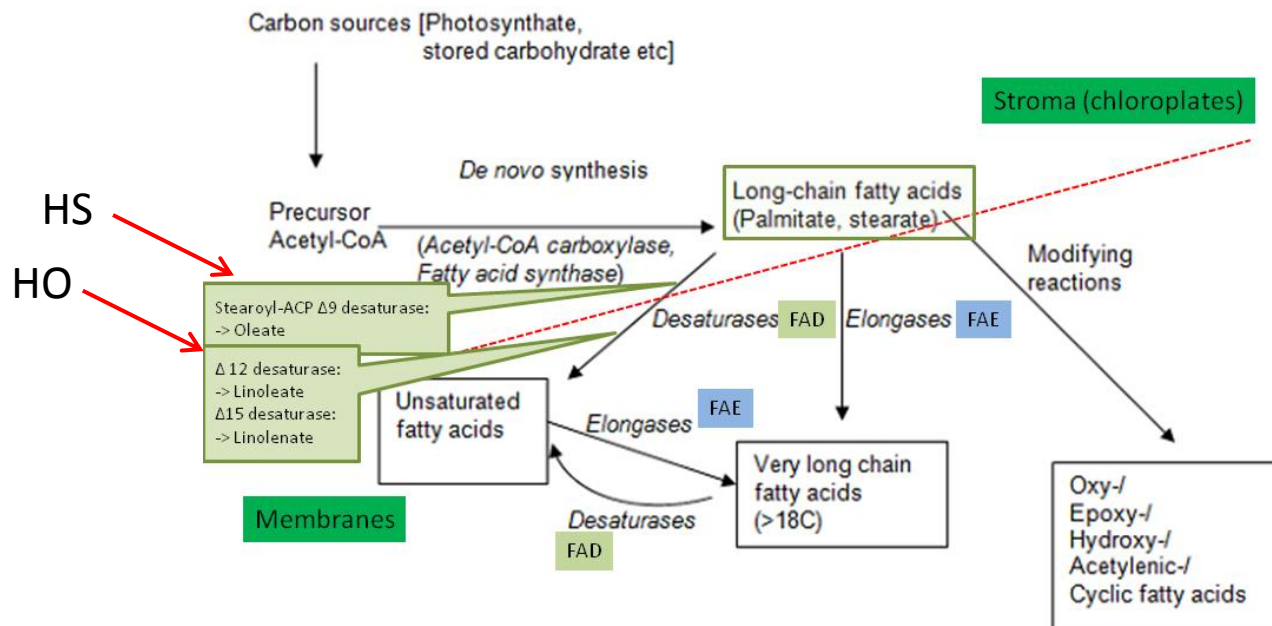 Carbon sources [Photosynthate,
stored carbohydrate etc]
Stroma (chloroplates)
De novo synthesis
Long-chain fatty acids
(Palmitate, stearate)
HS
Precursor
Acetyl-CoA
(Acetyl-CoA carboxylase,
Fatty acid synthase)
Modifying
reactions
HO
Stearoyl-ACP Δ9 desaturase:
-> Oleate
Desaturases FAD
Elongases FAE
Δ 12 desaturase:
-> Linoleate
Δ15 desaturase:
-> Linolenate
Unsaturated
fatty acids
Elongases FAE
Very long chain
fatty acids
(>18C)
Membranes
Desaturases
FAD
Oxy-/
Epoxy-/
Hydroxy-/
Acetylenic-/
Cyclic fatty acids